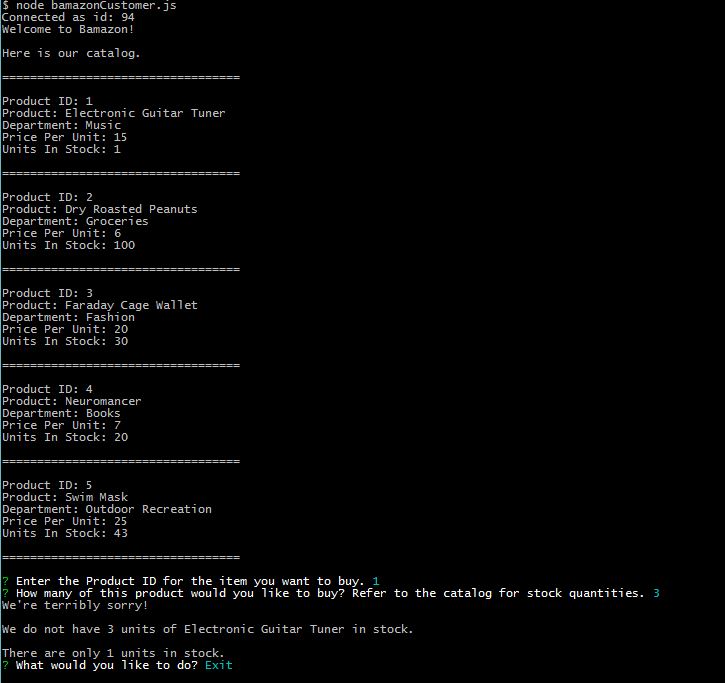 $ node bamazonCustomer.js
Connected as id: 94
Welcome to Bamazon!
Here is our catalog.
==================================
Product ID: 1
Product: Electronic Guitar Tuner
Department: Music
Price Per Unit: 15
Units In Stock: 1
==================================
Product ID: 2
Product: Dry Roasted Peanuts
Department: Groceries
Price Per Unit: 6
Units In Stock: 100
==================================
Product ID: 3
Product: Faraday Cage Wallet
Department: Fashion
Price Per Unit: 20
Units In Stock: 30
==================================
Product ID: 4
Product: Neuromancer
Department: Books
Price Per Unit: 7
Units In Stock: 20
==================================
Product ID: 5
Product: Swim Mask
Department: Outdoor Recreation
Price Per Unit: 25
Units In Stock: 43
==================================
? Enter the Product ID for the item you want to buy. 1
? How many of this product would you like to buy? Refer to the catalog for stock quantities. 3
We're terribly sorry!
We do not have 3 units of Electronic Guitar Tuner in stock.
There are only 1 units in stock.
? What would you like to do? Exit